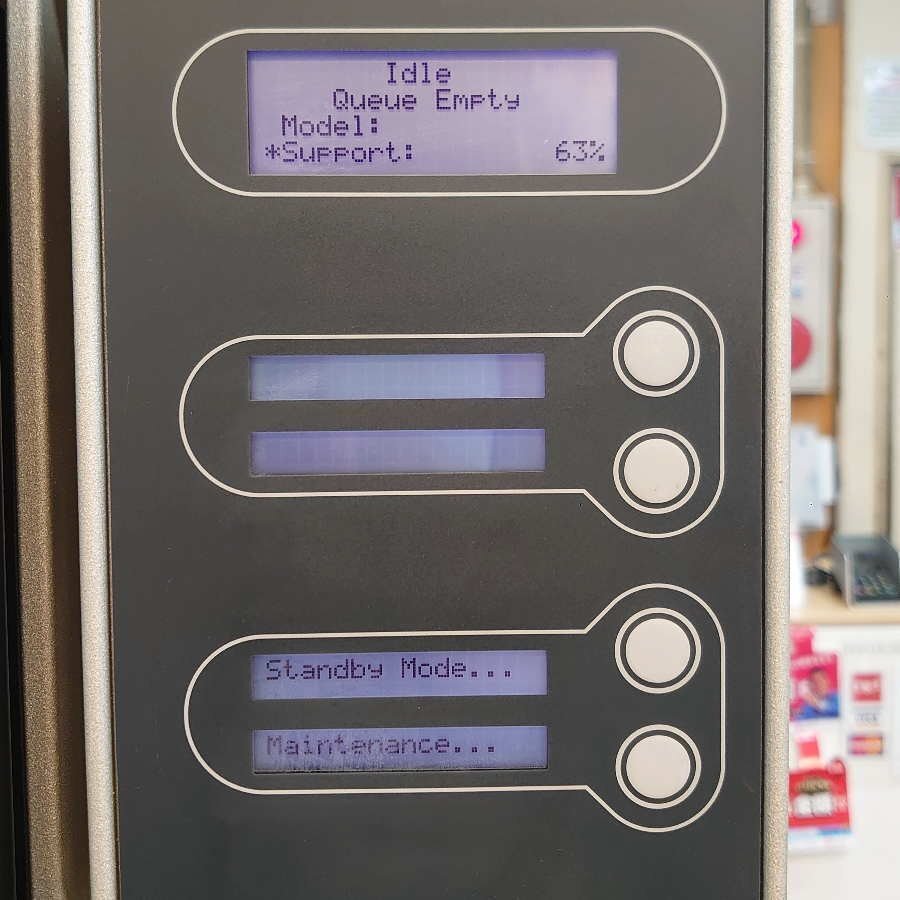 Idle
Queue Empty
Model:
*Support: 63%
Standby Mode...
Maintenance...